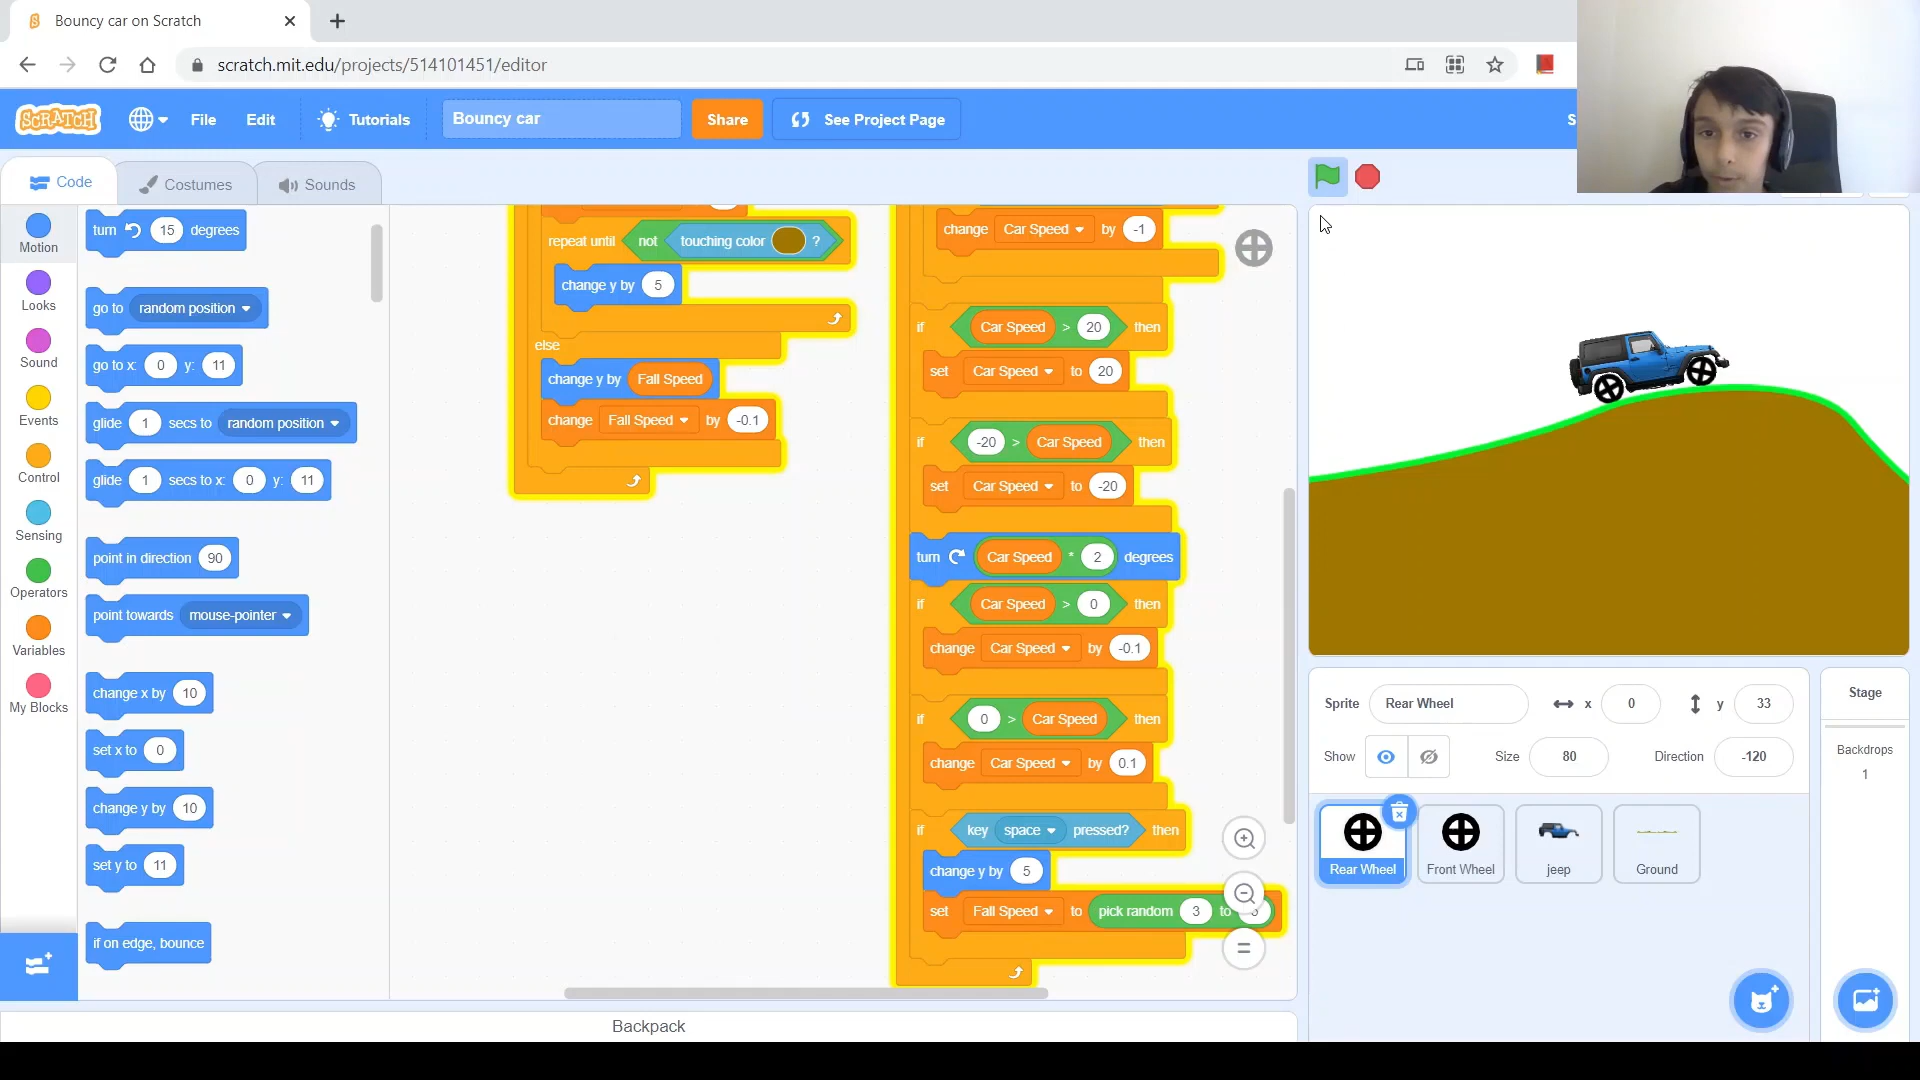 Bouncy car on Scratch
scratch.mit.edu/projects/514101451/editor
SCRATCH
File
Edit
Tutorials
Bouncy car
Share
See Project Page
S
Code
Costumes
Sounds
Motion
Looks
Sound
Events
Control
Sensing
Operators
Variables
My Blocks
turn 15 degrees
go to random position
go to x: 0 y: 11
glide 1 secs to random position
glide 1 secs to x: 0 y: 11
point in direction 90
point towards mouse-pointer
change x by 10
set x to 0
change y by 10
set y to 11
if on edge, bounce
repeat until not touching color ?
change y by 5
else
change y by Fall Speed
change Fall Speed by -0.1
change Car Speed by -1
if Car Speed > 20 then
set Car Speed to 20
if -20 > Car Speed then
set Car Speed to -20
turn Car Speed * 2 degrees
if Car Speed > 0 then
change Car Speed by -0.1
if 0 > Car Speed then
change Car Speed by 0.1
if key space pressed? then
change y by 5
set Fall Speed to pick random 3 to
Backpack
Sprite Rear Wheel x 0 y 33
Show Size 80 Direction -120
Rear Wheel
Front Wheel
jeep
Ground
Stage
Backdrops
1